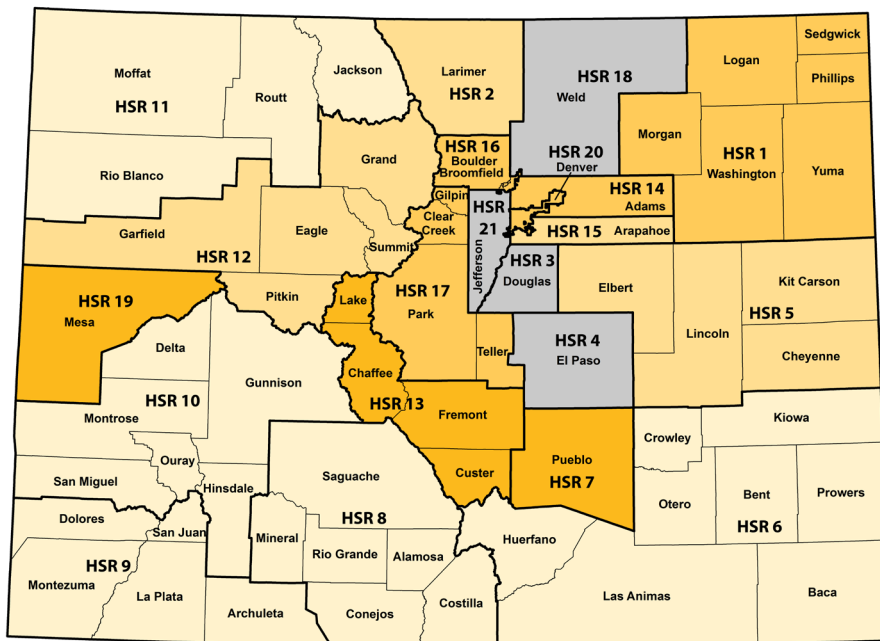 Moffat
HSR 11
Routt
Jackson
Larimer
HSR 2
HSR 18
Weld
Logan
Sedgwick
Phillips
Morgan
HSR 1
Washington
Yuma
Rio Blanco
Grand
HSR 16
Boulder
Broomfield
HSR 20
Denver
Gilpin
Clear
Creek
HSR
21
Jefferson
HSR 14
Adams
HSR 15
Arapahoe
Garfield
HSR 12
Eagle
Summit
HSR 3
Douglas
Elbert
Kit Carson
HSR 5
Lincoln
Cheyenne
HSR 19
Mesa
Pitkin
Lake
HSR 17
Park
Teller
HSR 4
El Paso
Delta
Gunnison
Chaffee
HSR 13
Fremont
HSR 10
Montrose
Ouray
Custer
Pueblo
HSR 7
Crowley
Kiowa
San Miguel
Hinsdale
Saguache
HSR 8
Otero
Bent
Prowers
HSR 6
Dolores
San Juan
Mineral
Rio Grande
Alamosa
Huerfano
HSR 9
Montezuma
La Plata
Archuleta
Conejos
Costilla
Las Animas
Baca